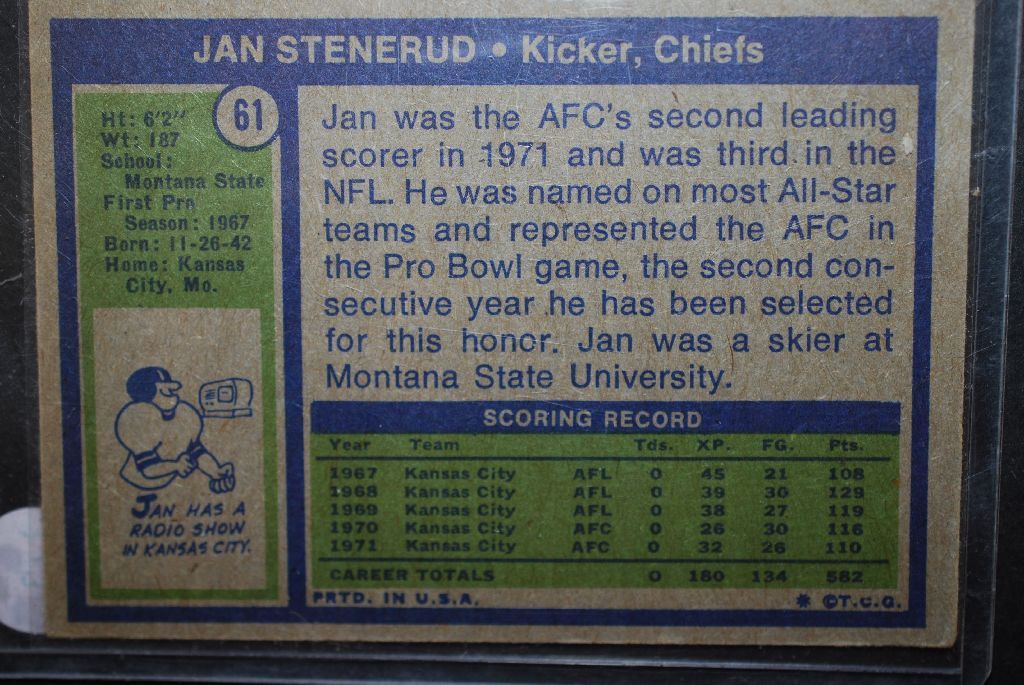 JAN STENERUD • Kicker, Chiefs
61
Ht: 6'2"
Wt: 187
School:
Montana State
First Pro
Season: 1967
Born: 11-26-42
Home: Kansas
City, Mo.
JAN HAS A
RADIO SHOW
IN KANSAS CITY.
Jan was the AFC's second leading
scorer in 1971 and was third in the
NFL. He was named on most All-Star
teams and represented the AFC in
the Pro Bowl game, the second con-
secutive year he has been selected
for this honor. Jan was a skier at
Montana State University.
SCORING RECORD
Year Team Tds. XP. FG. Pts.
1967 Kansas City AFL 0 45 21 108
1968 Kansas City AFL 0 39 30 129
1969 Kansas City AFL 0 38 27 119
1970 Kansas City AFC 0 26 30 116
1971 Kansas City AFC 0 32 26 110
CAREER TOTALS 0 180 134 582
PRTD. IN U.S.A.
* ©T.C.G.